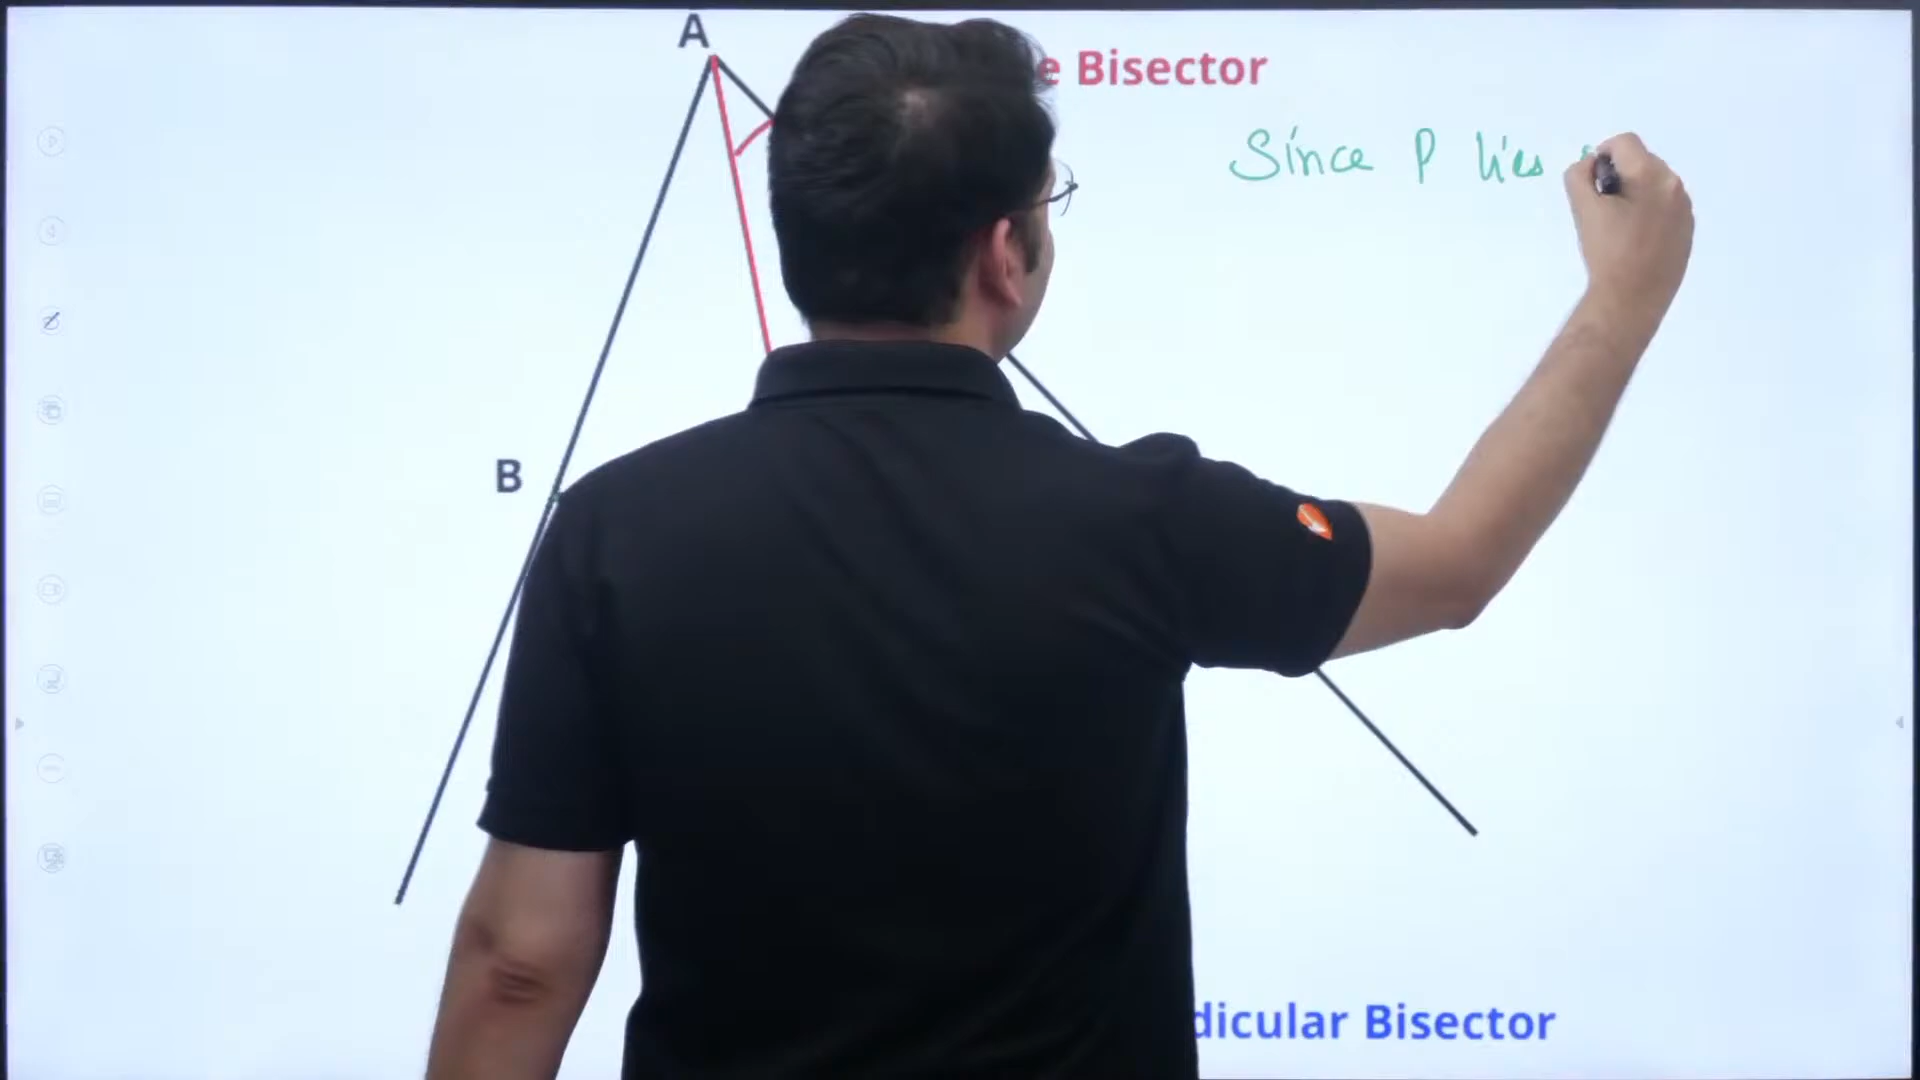 A
e Bisector
Since P lies
B
dicular Bisector